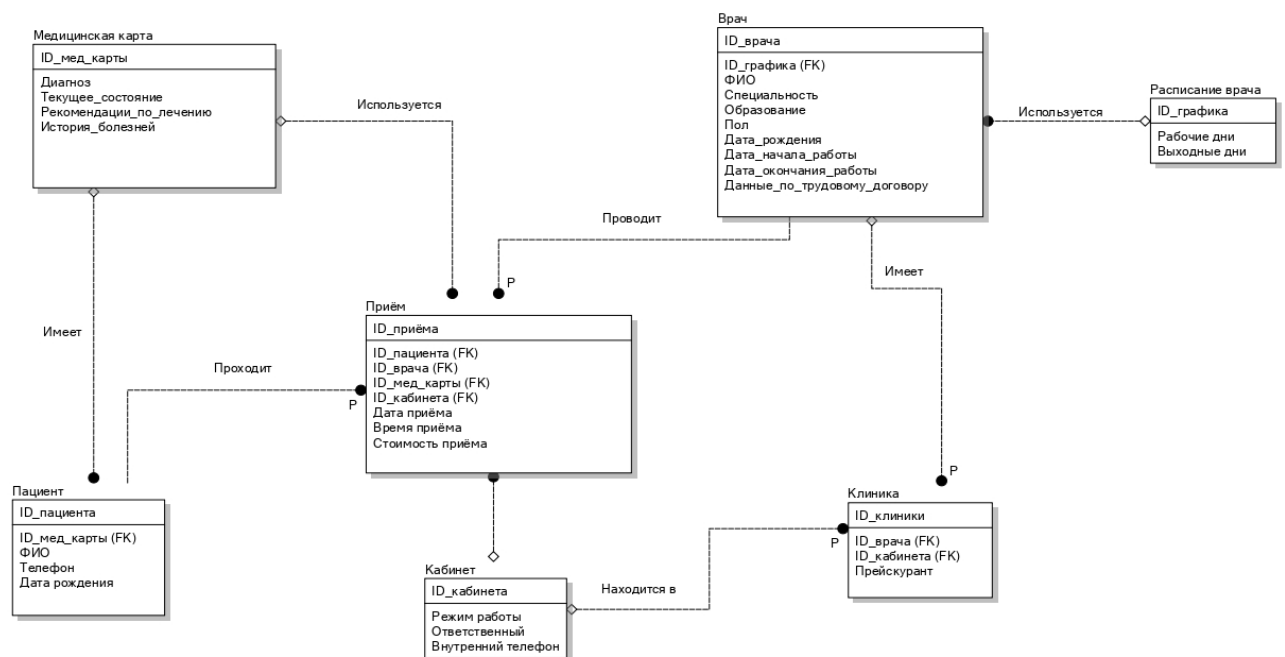 Медицинская карта
ID_мед_карты
Диагноз
Текущее_состояние
Рекомендации_по_лечению
История_болезней
Используется
Врач
ID_врача
ID_графика (FK)
ФИО
Специальность
Образование
Пол
Дата_рождения
Дата_начала_работы
Дата_окончания_работы
Данные_по_трудовому_договору
Используется
Расписание врача
ID_графика
Рабочие дни
Выходные дни
Проводит
P
Имеет
P
Имеет
Проходит
P
Приём
ID_приёма
ID_пациента (FK)
ID_врача (FK)
ID_мед_карты (FK)
ID_кабинета (FK)
Дата приёма
Время приёма
Стоимость приёма
Пациент
ID_пациента
ID_мед_карты (FK)
ФИО
Телефон
Дата рождения
Кабинет
ID_кабинета
Режим работы
Ответственный
Внутренний телефон
Находится в
P
Клиника
ID_клиники
ID_врача (FK)
ID_кабинета (FK)
Прейскурант